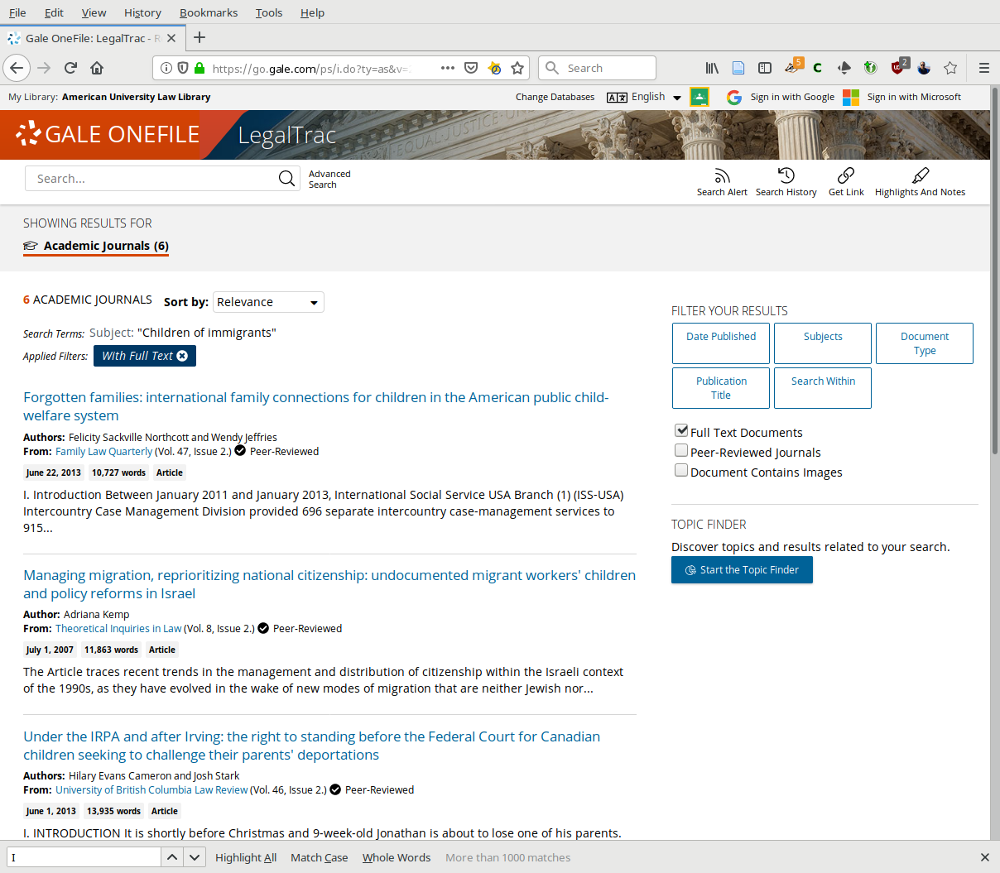 File Edit View History Bookmarks Tools Help
Gale OneFile: LegalTrac - R
https://go.gale.com/ps/i.do?ty=as&v= Search 5 2
My Library: American University Law Library Change Databases English Sign in with Google Sign in with Microsoft
GALE ONEFILE LegalTrac
Search... Advanced Search Search Alert Search History Get Link Highlights And Notes
SHOWING RESULTS FOR
Academic Journals (6)
6 ACADEMIC JOURNALS Sort by: Relevance
Search Terms: Subject: "Children of immigrants"
Applied Filters: With Full Text
Forgotten families: international family connections for children in the American public child-
welfare system
Authors: Felicity Sackville Northcott and Wendy Jeffries
From: Family Law Quarterly (Vol. 47, Issue 2.) Peer-Reviewed
June 22, 2013 10,727 words Article
I. Introduction Between January 2011 and January 2013, International Social Service USA Branch (1) (ISS-USA)
Intercountry Case Management Division provided 696 separate intercountry case-management services to
915...
Managing migration, reprioritizing national citizenship: undocumented migrant workers' children
and policy reforms in Israel
Author: Adriana Kemp
From: Theoretical Inquiries in Law (Vol. 8, Issue 2.) Peer-Reviewed
July 1, 2007 11,863 words Article
The Article traces recent trends in the management and distribution of citizenship within the Israeli context
of the 1990s, as they have evolved in the wake of new modes of migration that are neither Jewish nor...
Under the IRPA and after Irving: the right to standing before the Federal Court for Canadian
children seeking to challenge their parents' deportations
Authors: Hilary Evans Cameron and Josh Stark
From: University of British Columbia Law Review (Vol. 46, Issue 2.) Peer-Reviewed
June 1, 2013 13,935 words Article
I. INTRODUCTION It is shortly before Christmas and 9-week-old Jonathan is about to lose one of his parents.
FILTER YOUR RESULTS
Date Published Subjects Document
Type
Publication Search Within
Title
Full Text Documents
Peer-Reviewed Journals
Document Contains Images
TOPIC FINDER
Discover topics and results related to your search.
Start the Topic Finder
I Highlight All Match Case Whole Words More than 1000 matches